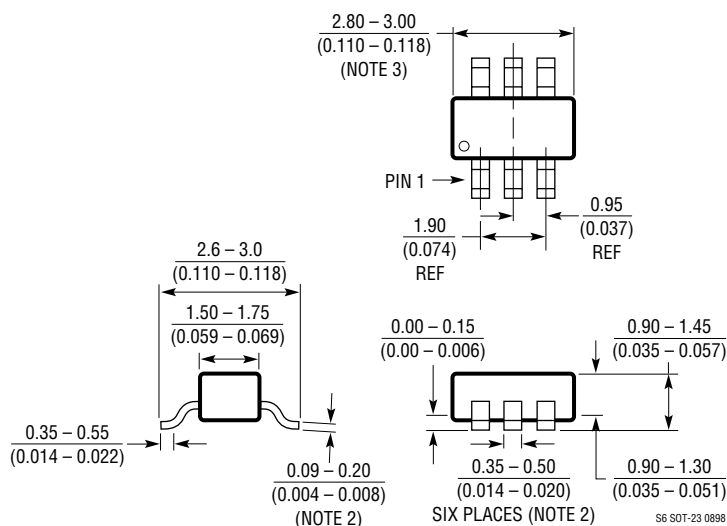 2.80 – 3.00
(0.110 – 0.118)
(NOTE 3)
PIN 1
1.90
(0.074)
REF
0.95
(0.037)
REF
2.6 – 3.0
(0.110 – 0.118)
1.50 – 1.75
(0.059 – 0.069)
0.35 – 0.55
(0.014 – 0.022)
0.09 – 0.20
(0.004 – 0.008)
(NOTE 2)
0.00 – 0.15
(0.00 – 0.006)
0.90 – 1.45
(0.035 – 0.057)
0.35 – 0.50
(0.014 – 0.020)
SIX PLACES (NOTE 2)
0.90 – 1.30
(0.035 – 0.051)
S6 SOT-23 0898